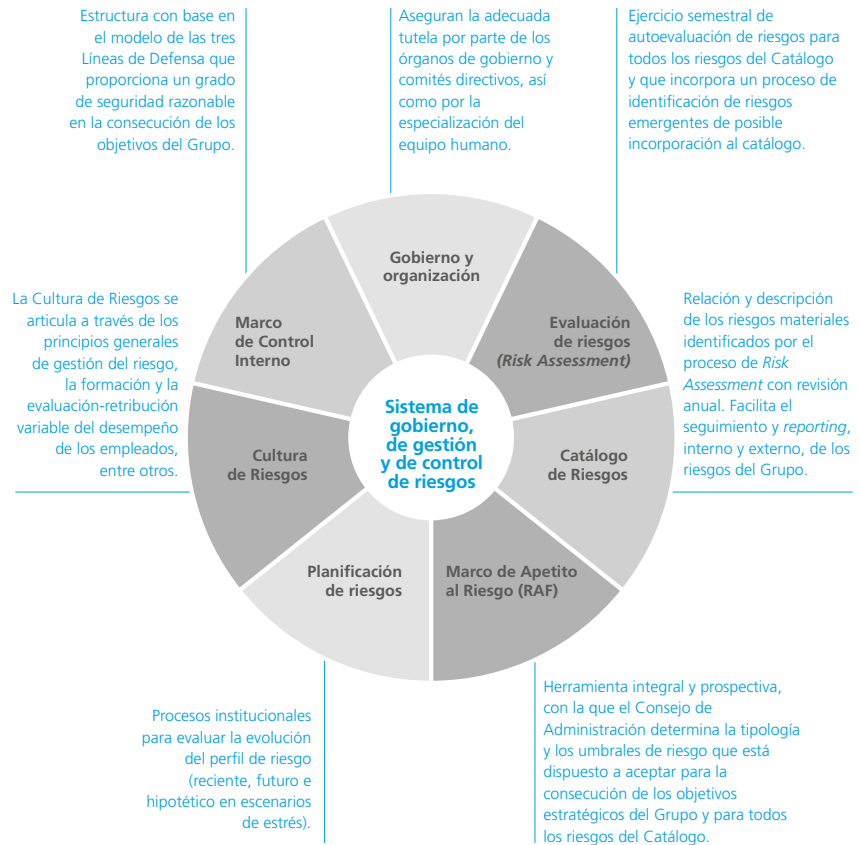 Estructura con base en
el modelo de las tres
Líneas de Defensa que
proporciona un grado
de seguridad razonable
en la consecución de los
objetivos del Grupo.
Aseguran la adecuada
tutela por parte de los
órganos de gobierno y
comités directivos, así
como por la
especialización del
equipo humano.
Ejercicio semestral de
autoevaluación de riesgos para
todos los riesgos del Catálogo
y que incorpora un proceso de
identificación de riesgos
emergentes de posible
incorporación al catálogo.
Gobierno y
organización
Marco
de Control
Interno
Evaluación
de riesgos
(Risk Assessment)
La Cultura de Riesgos se
articula a través de los
principios generales
de gestión del riesgo,
la formación y la
evaluación-retribución
variable del desempeño
de los empleados,
entre otros.
Relación y descripción
de los riesgos materiales
identificados por el
proceso de Risk
Assessment con revisión
anual. Facilita el
seguimiento y reporting,
interno y externo, de los
riesgos del Grupo.
Sistema de
gobierno,
de gestión
y de control
de riesgos
Cultura
de Riesgos
Catálogo
de Riesgos
Planificación
de riesgos
Marco de Apetito
al Riesgo (RAF)
Procesos institucionales
para evaluar la evolución
del perfil de riesgo
(reciente, futuro e
hipotético en escenarios
de estrés).
Herramienta integral y prospectiva,
con la que el Consejo de
Administración determina la tipología
y los umbrales de riesgo que está
dispuesto a aceptar para la
consecución de los objetivos
estratégicos del Grupo y para todos
los riesgos del Catálogo.